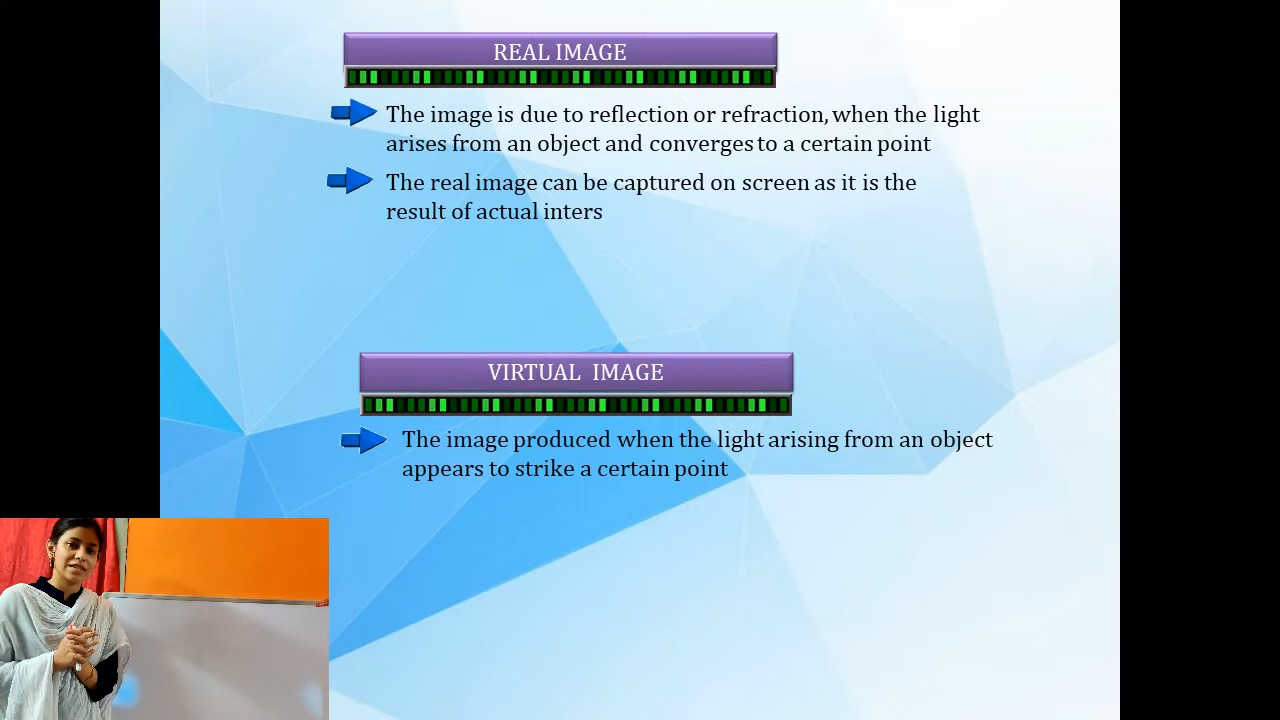 REAL IMAGE
The image is due to reflection or refraction, when the light
arises from an object and converges to a certain point
The real image can be captured on screen as it is the
result of actual inters
VIRTUAL IMAGE
The image produced when the light arising from an object
appears to strike a certain point